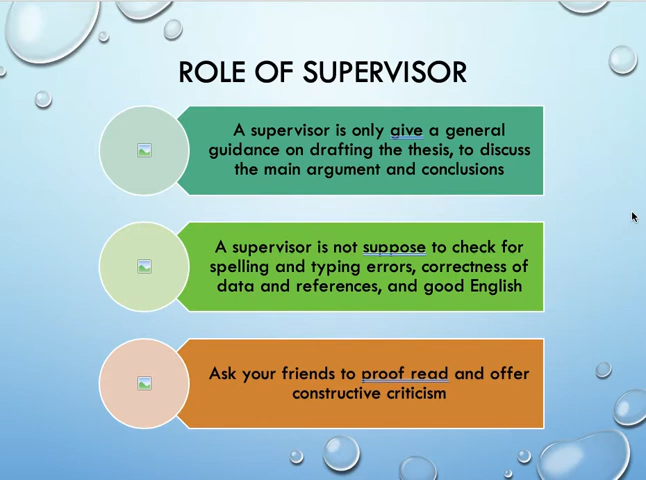 ROLE OF SUPERVISOR
A supervisor is only give a general
guidance on drafting the thesis, to discuss
the main argument and conclusions
A supervisor is not suppose to check for
spelling and typing errors, correctness of
data and references, and good English
Ask your friends to proof read and offer
constructive criticism